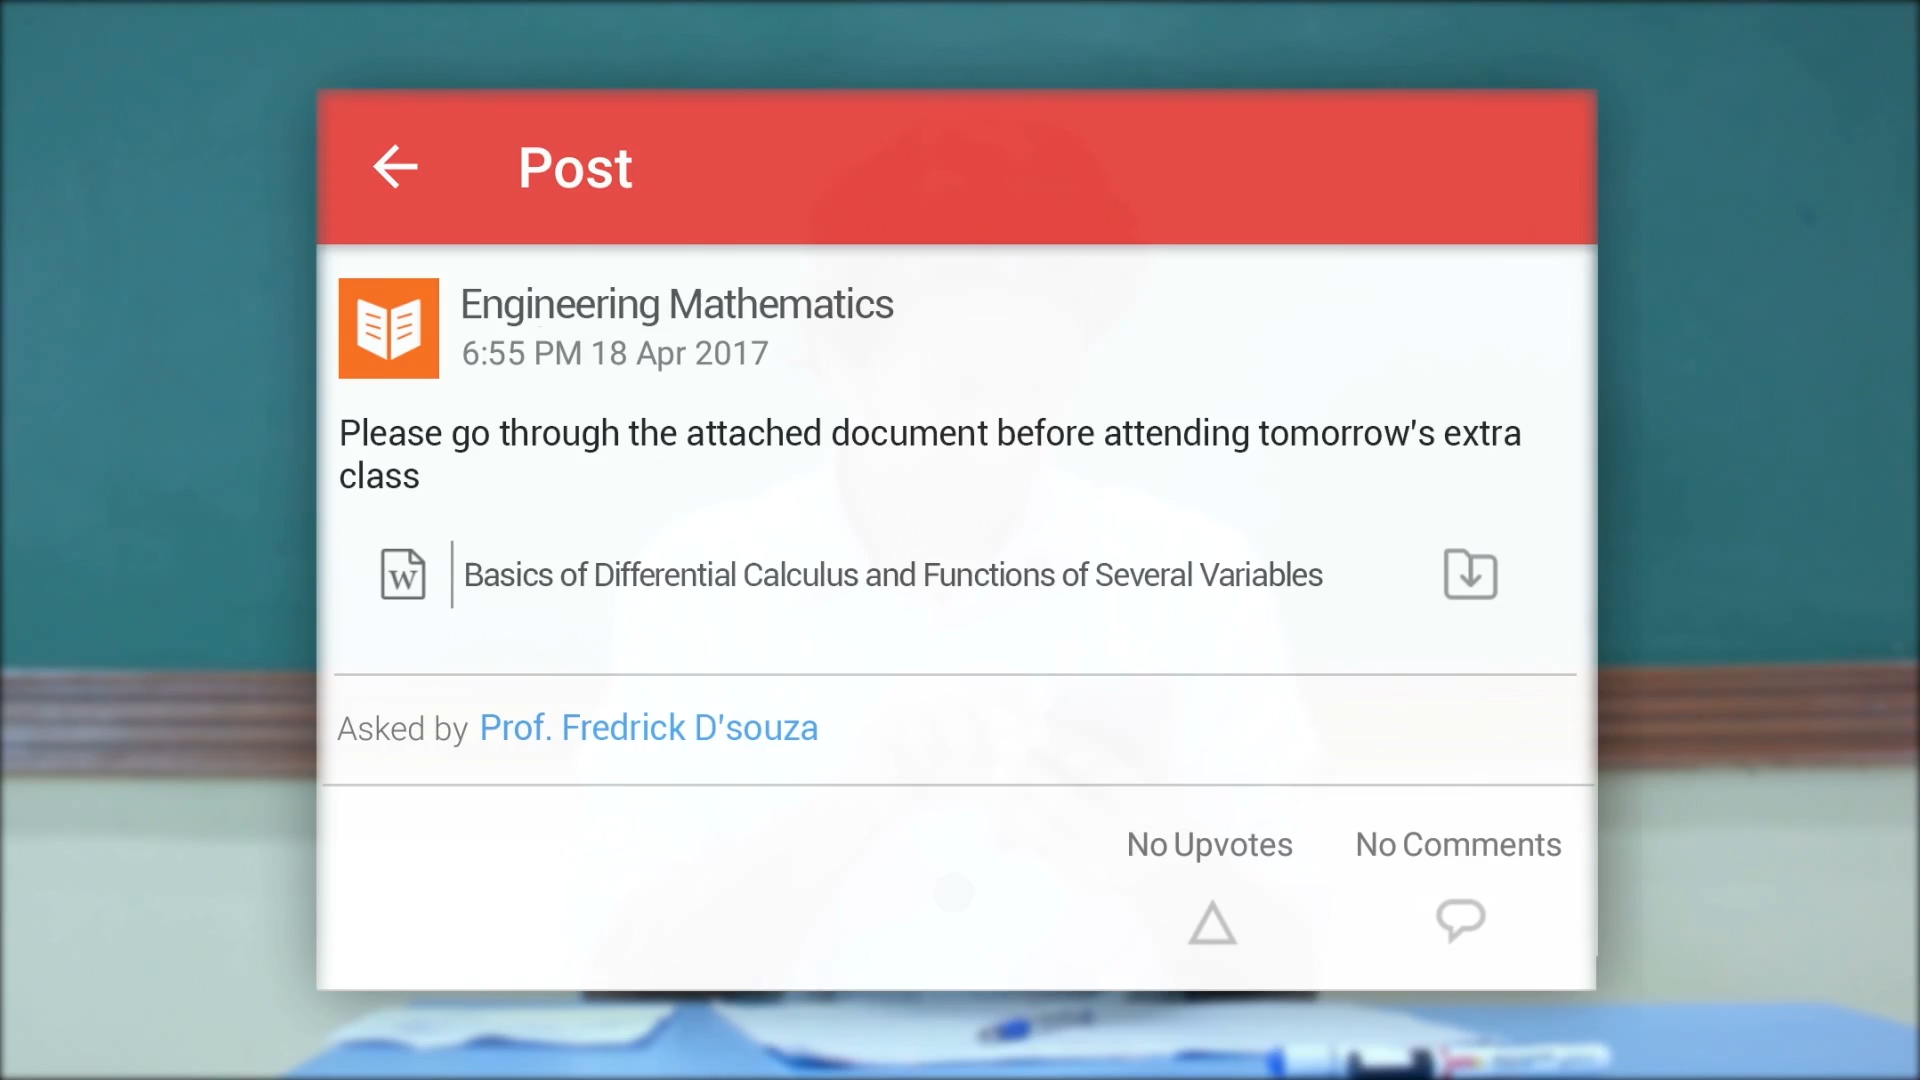 Post
Engineering Mathematics
6:55 PM 18 Apr 2017
Please go through the attached document before attending tomorrow's extra
class
W
Basics of Differential Calculus and Functions of Several Variables
Asked by Prof. Fredrick D'souza
No Upvotes No Comments